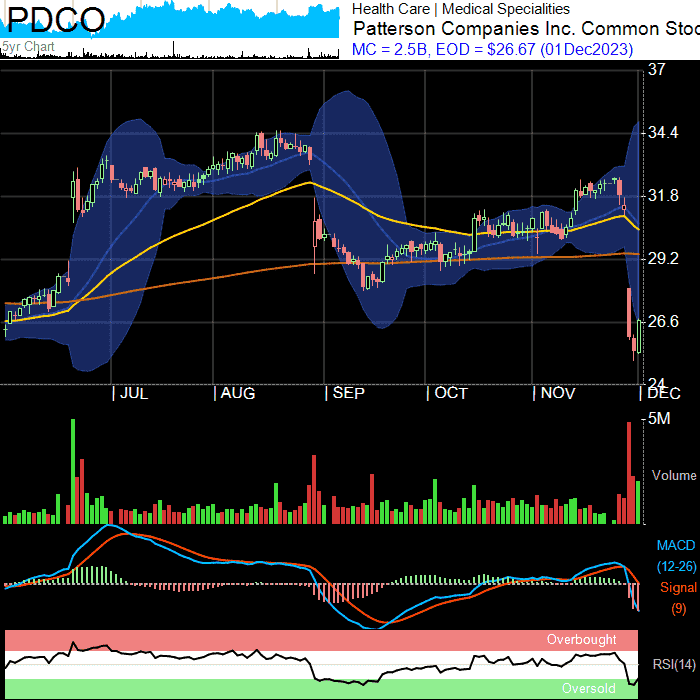 PDCO
5yr Chart
Health Care | Medical Specialities
Patterson Companies Inc. Common Stoc
MC = 2.5B, EOD = $26.67 (01Dec2023)
37
34.4
31.8
29.2
26.6
24
| JUL
| AUG
| SEP
| OCT
| NOV
| DEC
5M
Volume
MACD
(12-26)
Signal
(9)
Overbought
RSI(14)
Oversold